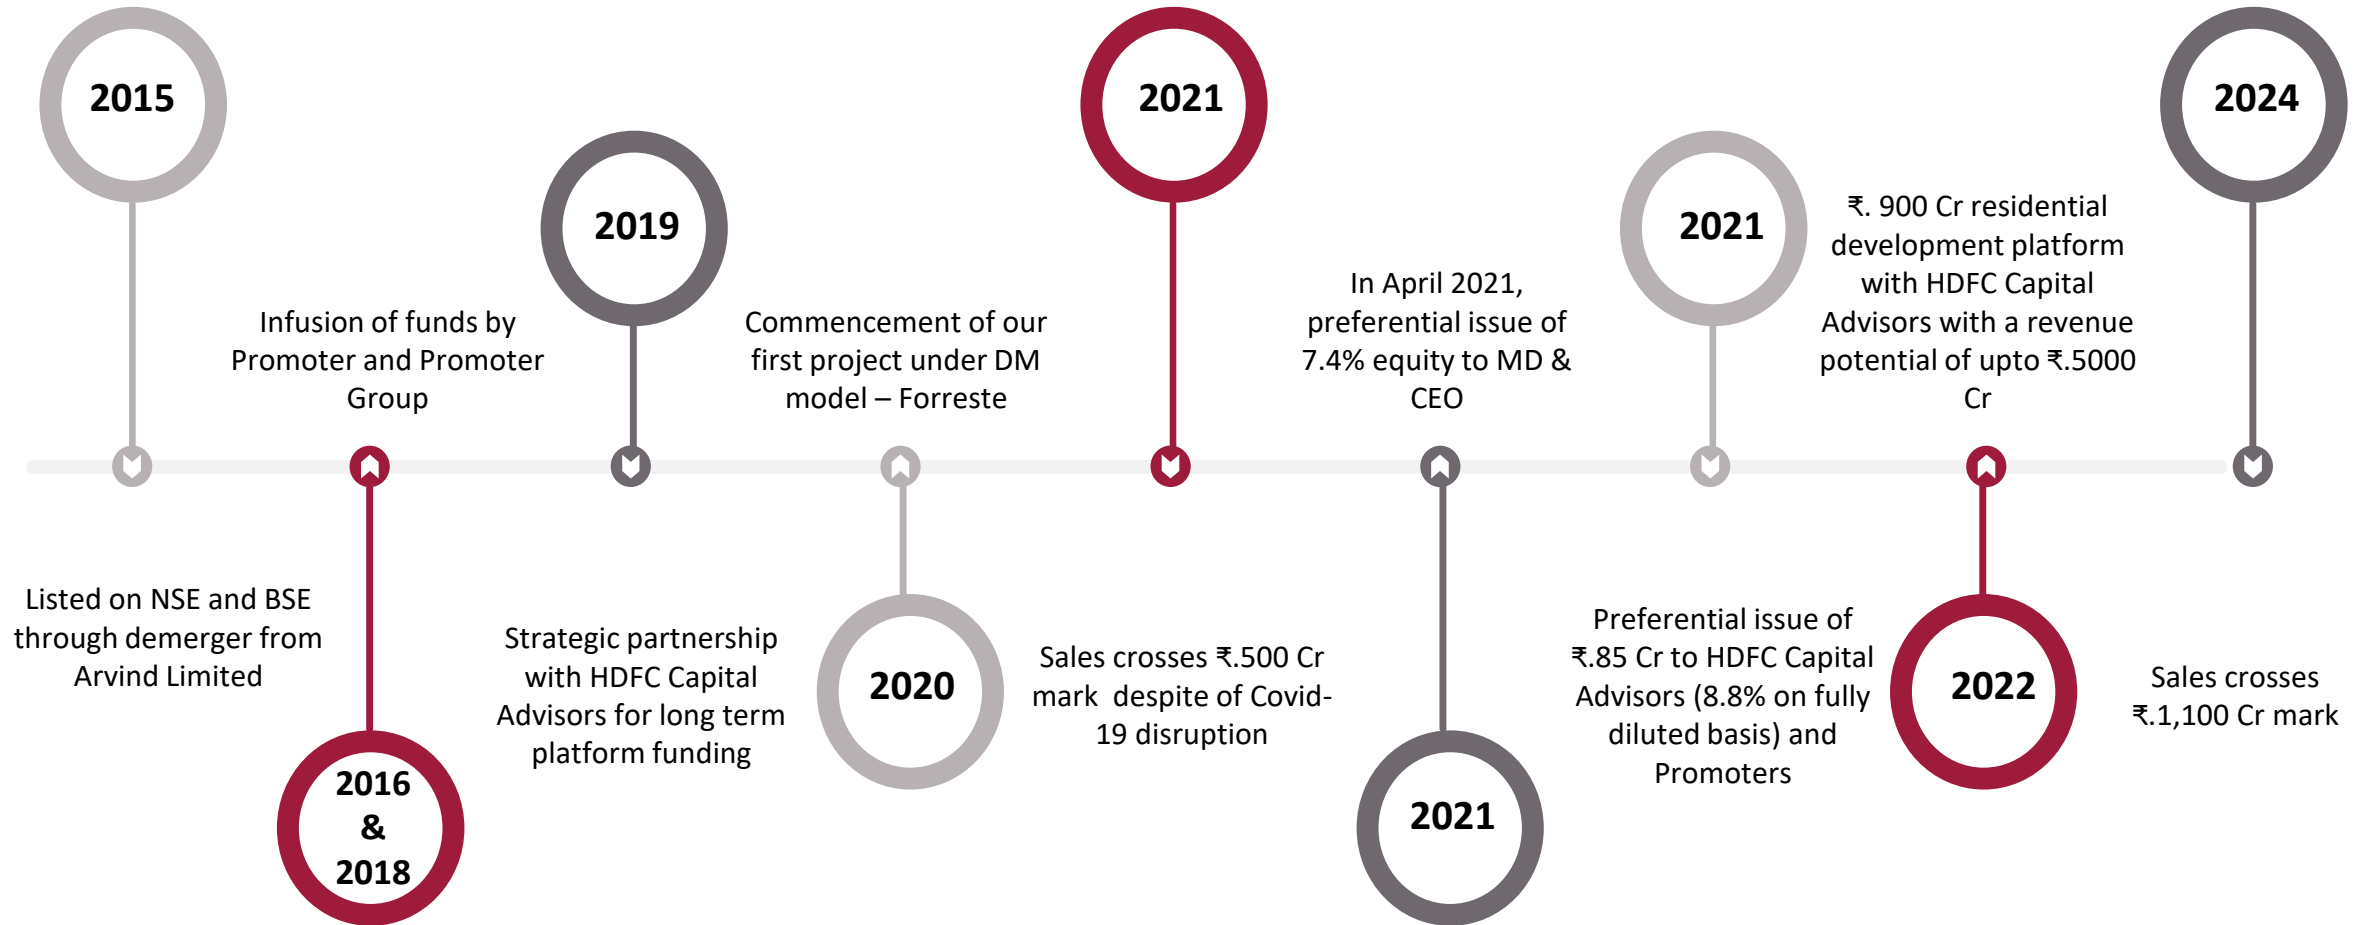 2015
Listed on NSE and BSE
through demerger from
Arvind Limited
Infusion of funds by
Promoter and Promoter
Group
2016
&
2018
2019
Strategic partnership
with HDFC Capital
Advisors for long term
platform funding
Commencement of our
first project under DM
model – Forreste
2020
2021
Sales crosses ₹.500 Cr
mark  despite of Covid-
19 disruption
In April 2021,
preferential issue of
7.4% equity to MD &
CEO
2021
2021
Preferential issue of
₹.85 Cr to HDFC Capital
Advisors (8.8% on fully
diluted basis) and
Promoters
₹. 900 Cr residential
development platform
with HDFC Capital
Advisors with a revenue
potential of upto ₹.5000
Cr
2022
2024
Sales crosses
₹.1,100 Cr mark